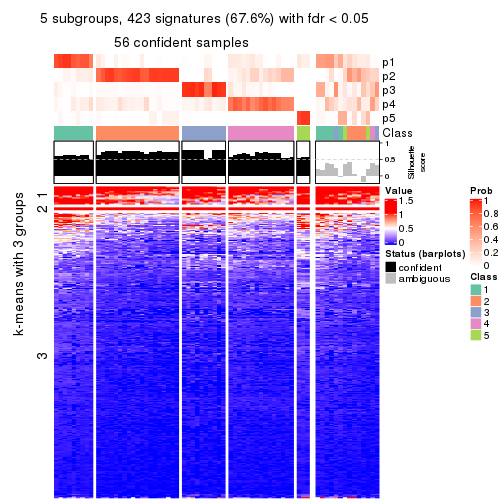 5 subgroups, 423 signatures (67.6%) with fdr < 0.05
56 confident samples
p1
p2
p3
p4
p5
Class
1
0.5
0
Silhouette score
k-means with 3 groups
1
2
3
Value
1.5
1
0.5
0
Status (barplots)
confident
ambiguous
Prob
1
0.8
0.6
0.4
0.2
0
Class
1
2
3
4
5